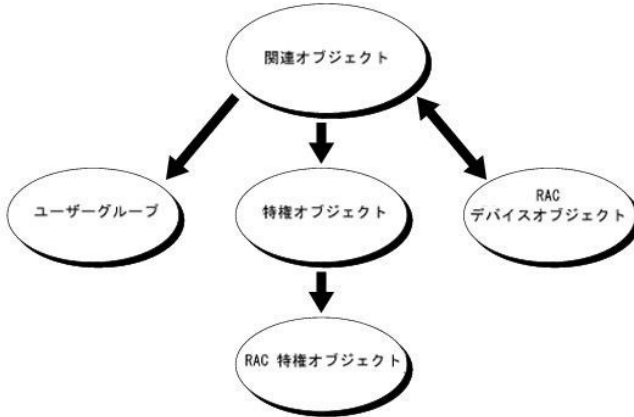 関連オブジェクト
ユーザーグループ
特権オブジェクト
RAC
デバイスオブジェクト
RAC 特権オブジェクト